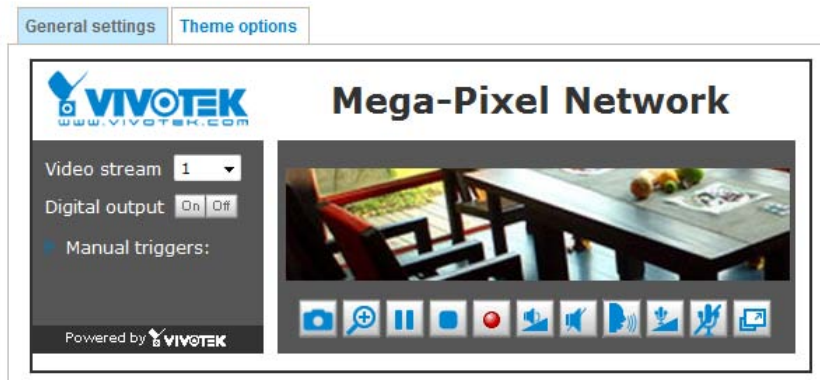 General settings
Theme options
VIVOTEK
www.vivotek.com
Mega-Pixel Network
Video stream 1
Digital output On Off
Manual triggers:
Powered by VIVOTEK